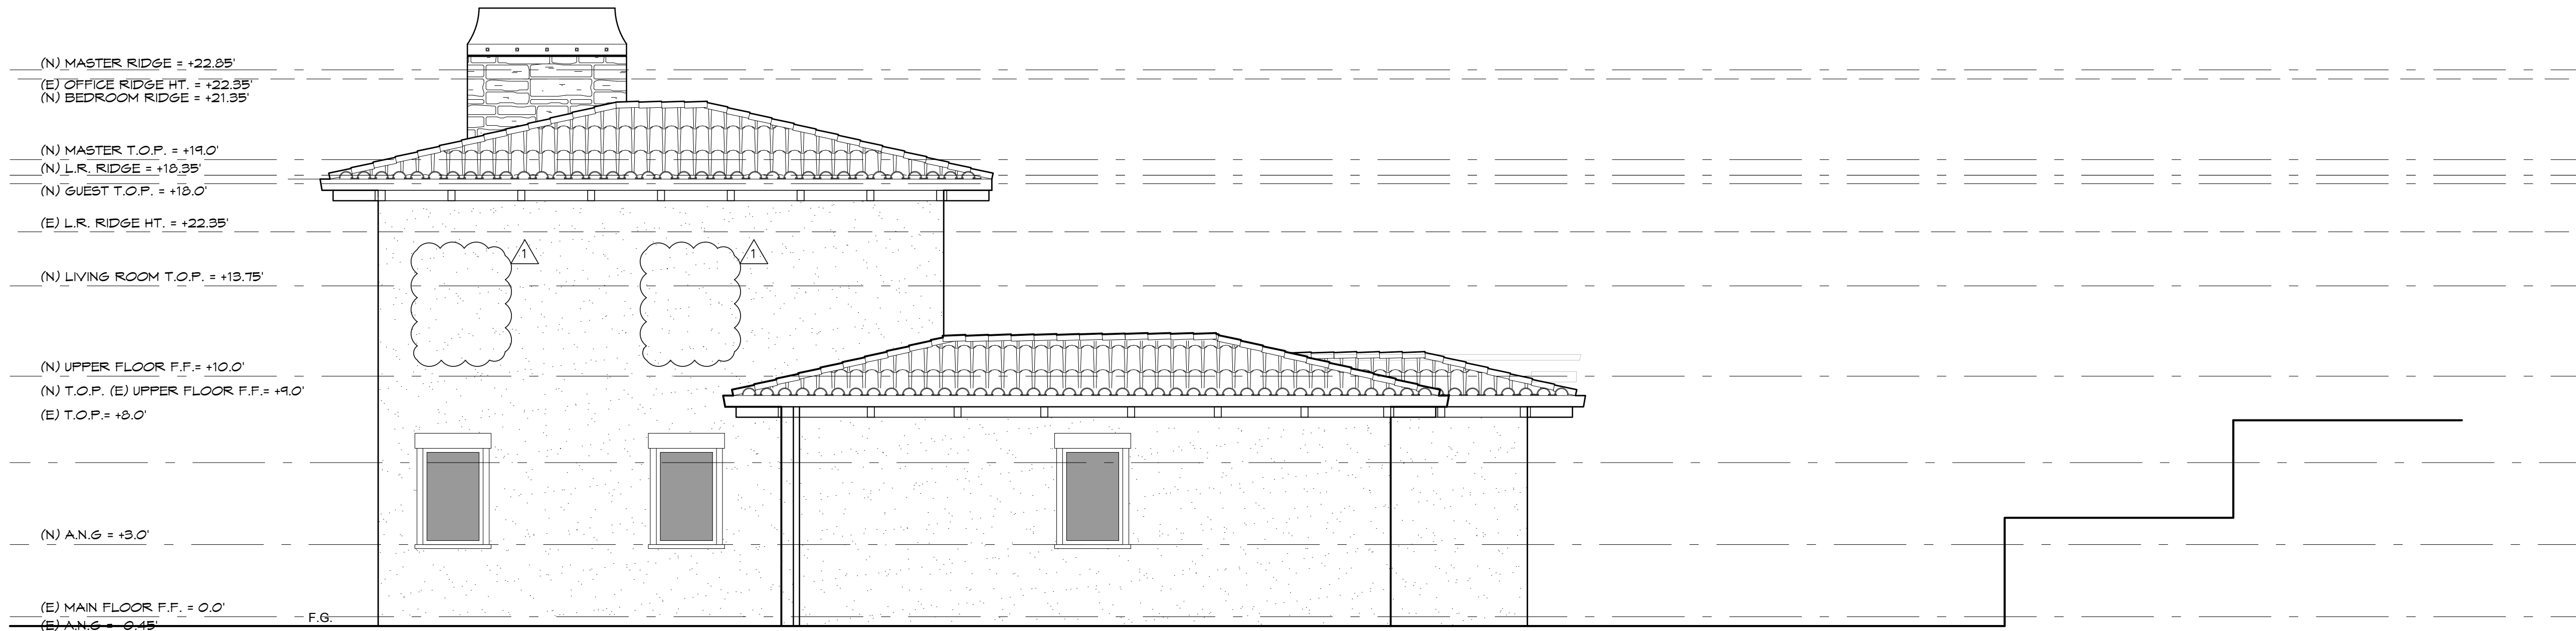 (N) MASTER RIDGE = +22.85'
(E) OFFICE RIDGE HT. = +22.35'
(N) BEDROOM RIDGE = +21.35'
(N) MASTER T.O.P. = +19.0'
(N) L.R. RIDGE = +18.35'
(N) GUEST T.O.P. = +18.0'
(E) L.R. RIDGE HT. = +22.35'
1 1
(N) LIVING ROOM T.O.P. = +13.75'
(N) UPPER FLOOR F.F.= +10.0'
(N) T.O.P. (E) UPPER FLOOR F.F.= +9.0'
(E) T.O.P.= +8.0'
(N) A.N.G = +3.0'
(E) MAIN FLOOR F.F. = 0.0'
F.G.
(E) A.N.G = -0.45'